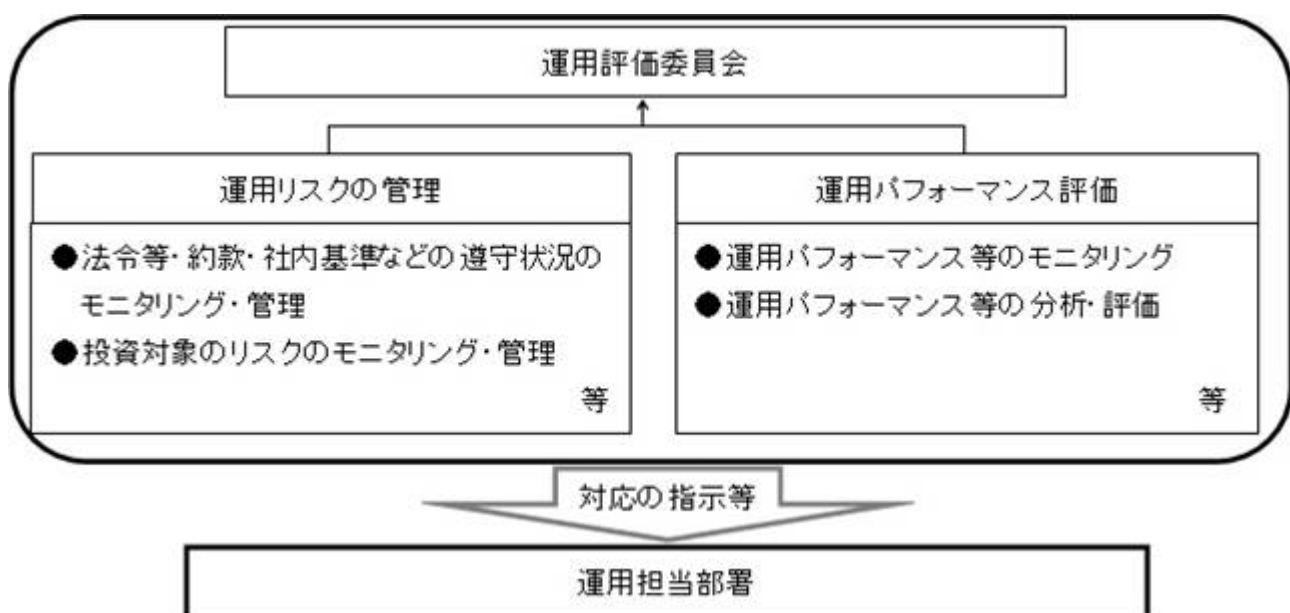 運用評価委員会
運用リスクの管理
●法令等・約款・社内基準などの遵守状況の
モニタリング・管理
●投資対象のリスクのモニタリング・管理
等
運用パフォーマンス評価
●運用パフォーマンス等のモニタリング
●運用パフォーマンス等の分析・評価
等
対応の指示等
運用担当部署